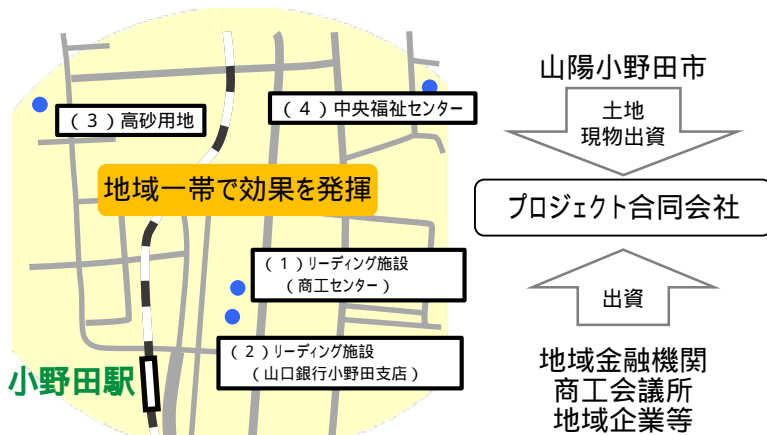 (3)高砂用地
(4)中央福祉センター
地域一帯で効果を発揮
(1)リーディング施設
(商工センター)
(2)リーディング施設
(山口銀行小野田支店)
小野田駅
山陽小野田市
土地
現物出資
プロジェクト合同会社
出資
地域金融機関
商工会議所
地域企業等